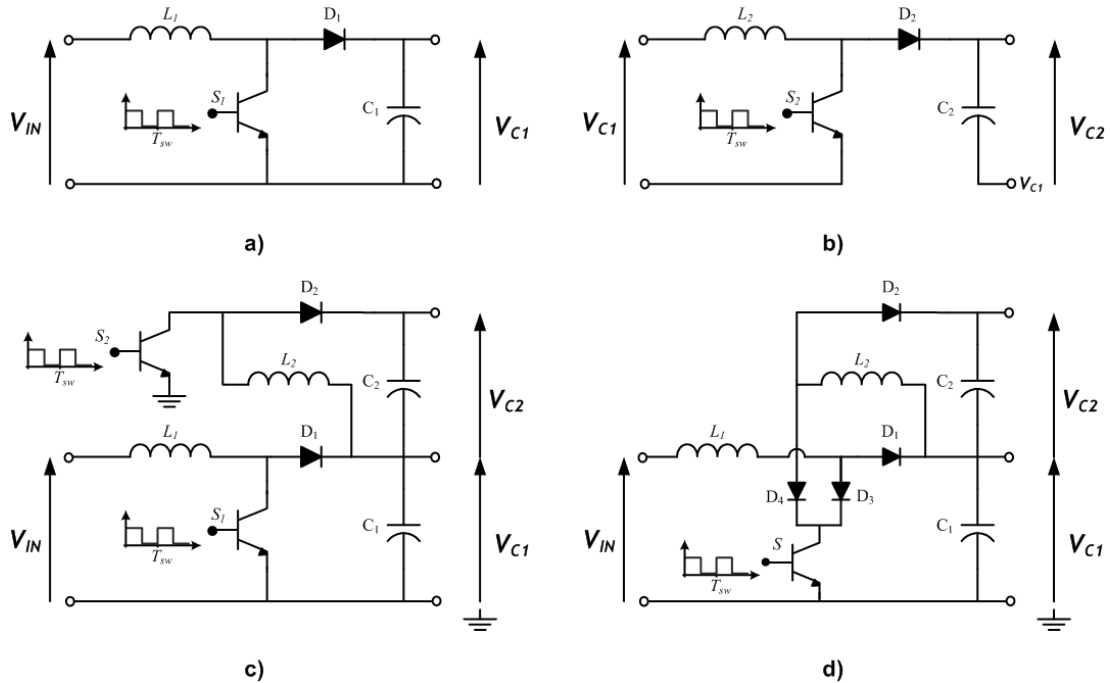 L1 D1
VIN S1 Tsw C1 VC1
a)
L2 D2
VC1 S2 Tsw C2 VC2
VC1
b)
D2
S2 Tsw L2 C2 VC2
L1 D1
VIN S1 Tsw C1 VC1
c)
D2
L2 C2 VC2
L1 D1
D4 D3
VIN S Tsw C1 VC1
d)